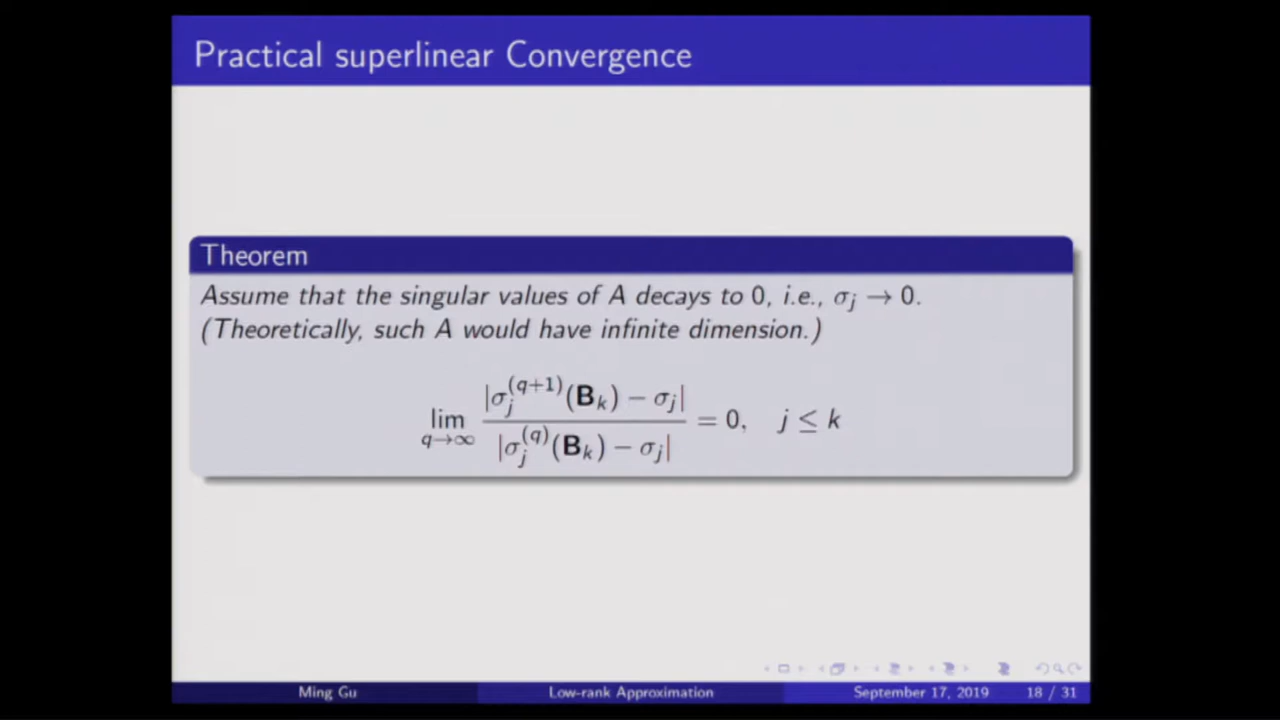 Practical superlinear Convergence
Theorem
Assume that the singular values of A decays to 0, i.e., σ_j → 0.
(Theoretically, such A would have infinite dimension.)
lim_{q→∞} |σ_j^{(q+1)}(B_k) − σ_j| / |σ_j^{(q)}(B_k) − σ_j| = 0, j ≤ k
Ming Gu Low-rank Approximation September 17, 2019 18 / 31